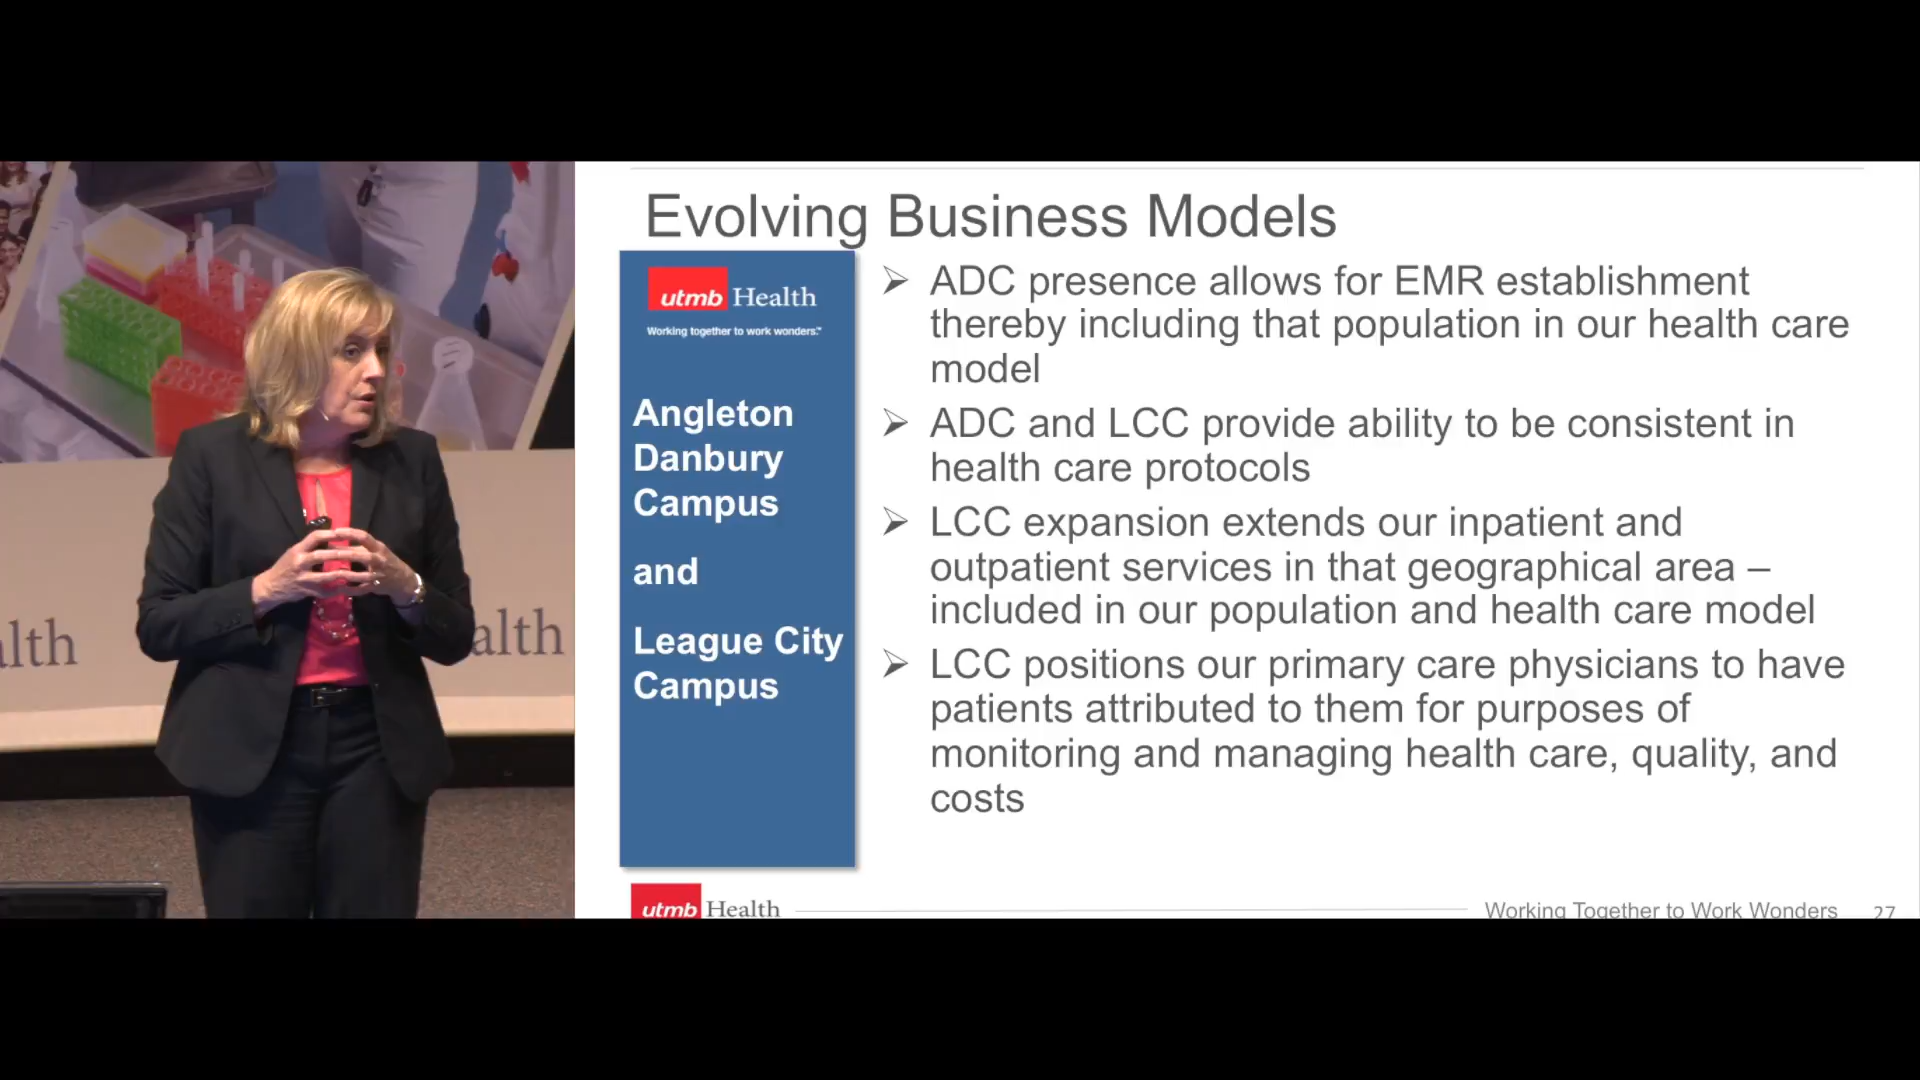 Evolving Business Models
utmb Health
Working together to work wonders.™
Angleton
Danbury
Campus
and
League City
Campus
➢ ADC presence allows for EMR establishment
thereby including that population in our health care
model
➢ ADC and LCC provide ability to be consistent in
health care protocols
➢ LCC expansion extends our inpatient and
outpatient services in that geographical area –
included in our population and health care model
➢ LCC positions our primary care physicians to have
patients attributed to them for purposes of
monitoring and managing health care, quality, and
costs
alth
alth
utmb Health
Working Together to Work Wonders 27